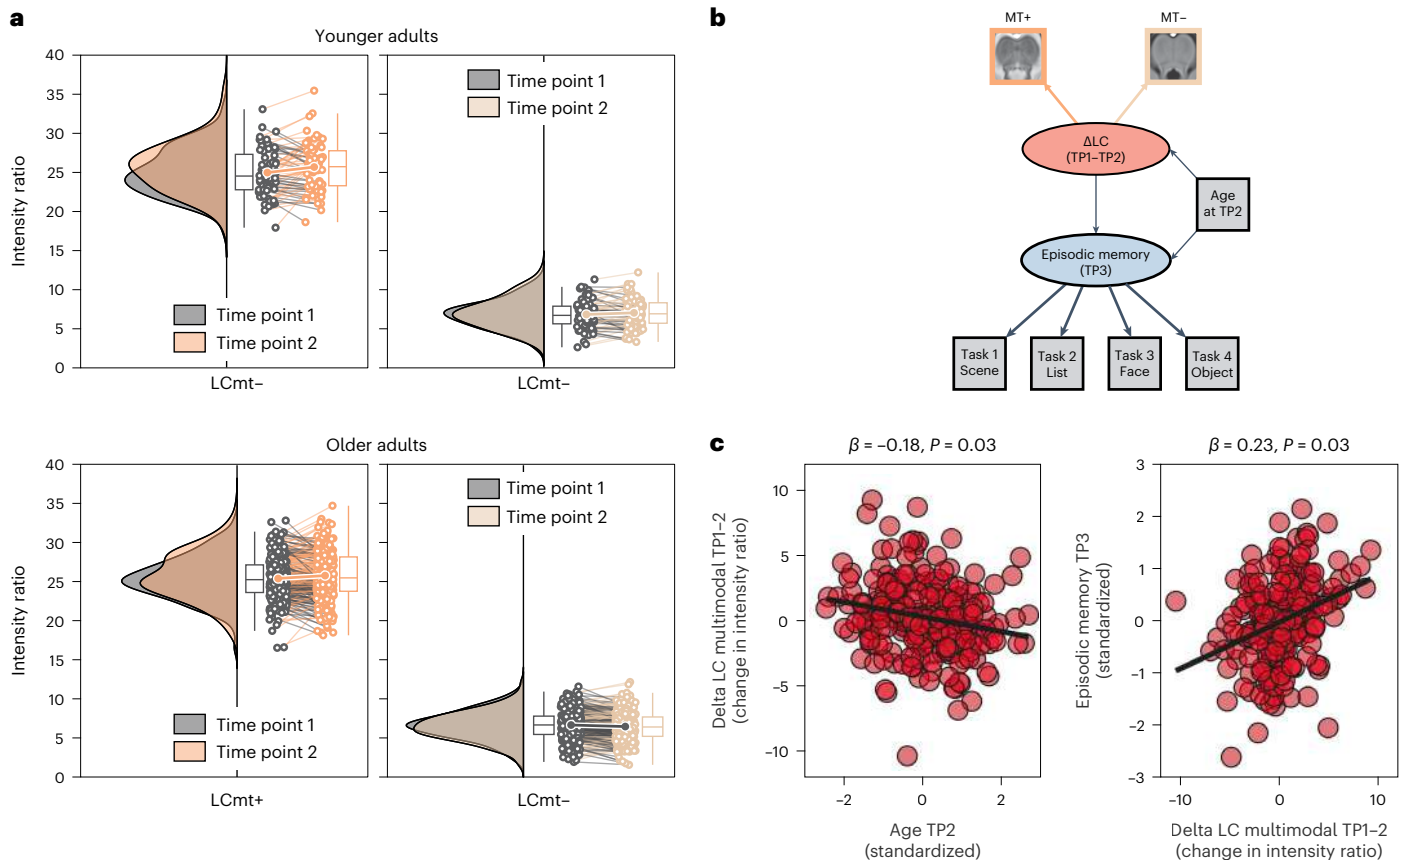 a
Younger adults
Intensity ratio
40
35
30
25
20
15
10
5
0
Time point 1
Time point 2
LCmt–
Time point 1
Time point 2
LCmt–
Older adults
Intensity ratio
40
35
30
25
20
15
10
5
0
Time point 1
Time point 2
LCmt+
Time point 1
Time point 2
LCmt–
b
MT+
MT–
ΔLC
(TP1–TP2)
Age
at TP2
Episodic memory
(TP3)
Task 1
Scene
Task 2
List
Task 3
Face
Task 4
Object
c
β = –0.18, P = 0.03
Delta LC multimodal TP1–2
(change in intensity ratio)
10
5
0
–5
–10
–2
0
2
Age TP2
(standardized)
β = 0.23, P = 0.03
Episodic memory TP3
(standardized)
3
2
1
0
–1
–2
–3
–10
0
10
Delta LC multimodal TP1–2
(change in intensity ratio)